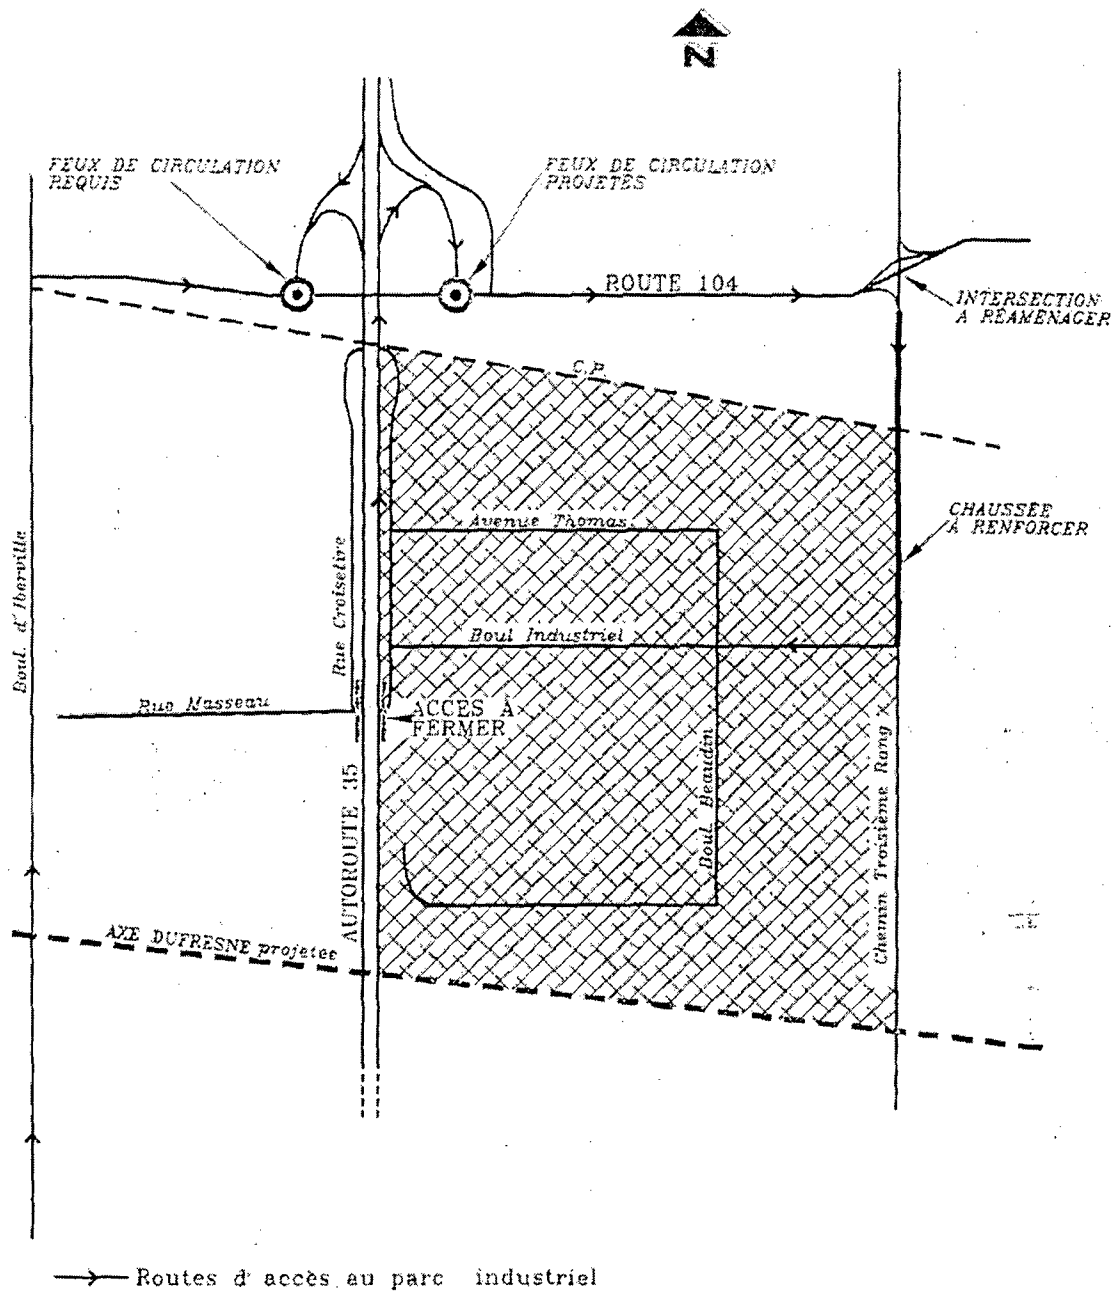 N
FEUX DE CIRCULATION
REQUIS
FEUX DE CIRCULATION
PROJETÉS
ROUTE 104
INTERSECTION
À RÉAMENAGER
C.P.
CHAUSSÉE
À RENFORCER
Avenue Thomas
Boul. d'Iberville
Rue Croisetire
Boul Industriel
Rue Masseau
ACCÈS À
FERMER
AUTOROUTE 35
Boul. Beaudin
Chemin Troisième Rang
AXE DUFRESNE projetée
Routes d'accès au parc industriel